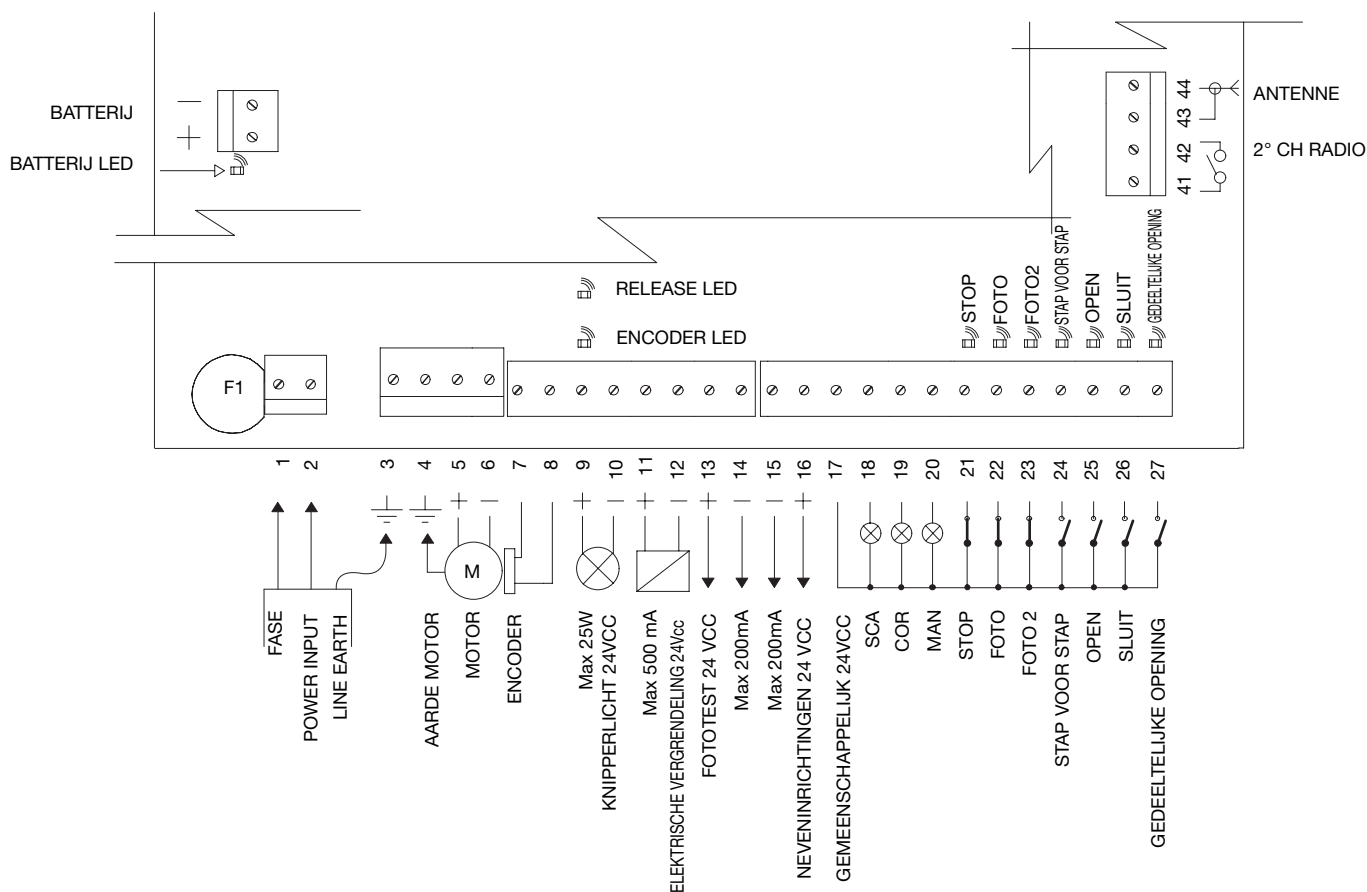 BATTERIJ
− +
BATTERIJ LED
44
43
42
41
ANTENNE
2° CH RADIO
RELEASE LED
ENCODER LED
STOP
FOTO
FOTO2
STAP VOOR STAP
OPEN
SLUIT
GEDEELTELIJKE OPENING
F1
1
2
3
4
5
6
7
8
9
10
11
12
13
14
15
16
17
18
19
20
21
22
23
24
25
26
27
+ − + − + − + − − +
M
FASE
POWER INPUT
LINE EARTH
AARDE MOTOR
MOTOR
ENCODER
Max 25W
KNIPPERLICHT 24VCC
Max 500 mA
ELEKTRISCHE VERGRENDELING 24Vcc
FOTOTEST 24 VCC
Max 200mA
Max 200mA
NEVENINRICHTINGEN 24 VCC
GEMEENSCHAPPELIJK 24VCC
SCA
COR
MAN
STOP
FOTO
FOTO 2
STAP VOOR STAP
OPEN
SLUIT
GEDEELTELIJKE OPENING